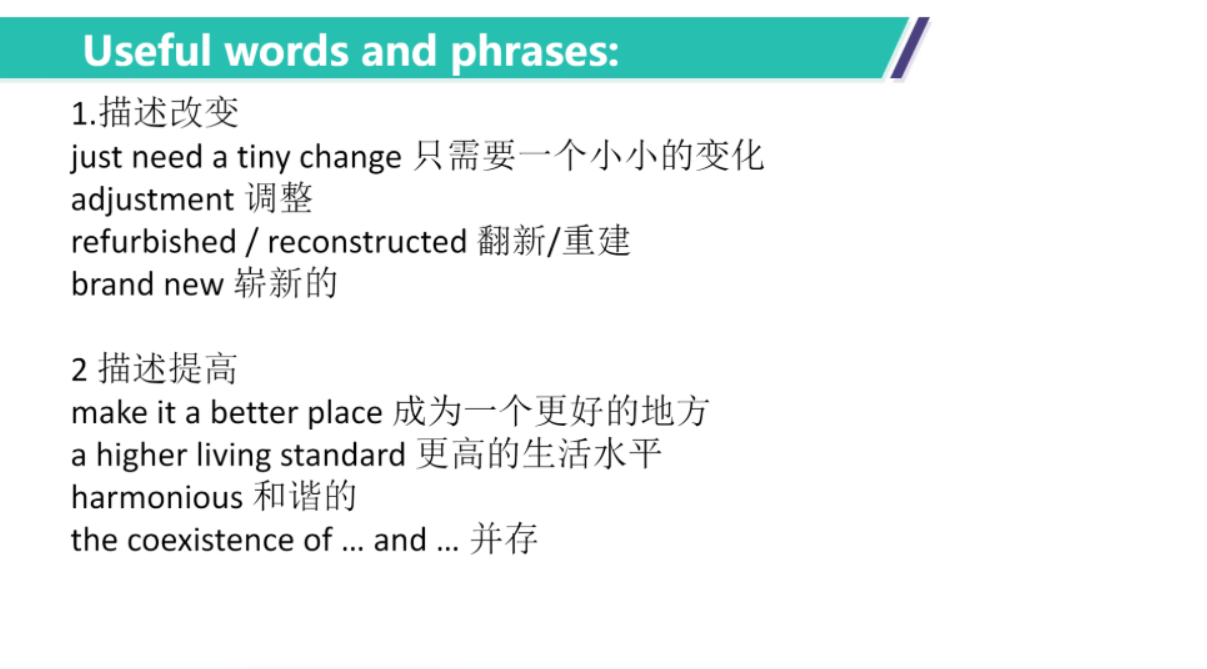 Useful words and phrases:
1.描述改变
just need a tiny change 只需要一个小小的变化
adjustment 调整
refurbished / reconstructed 翻新/重建
brand new 崭新的
2 描述提高
make it a better place 成为一个更好的地方
a higher living standard 更高的生活水平
harmonious 和谐的
the coexistence of ... and ... 并存